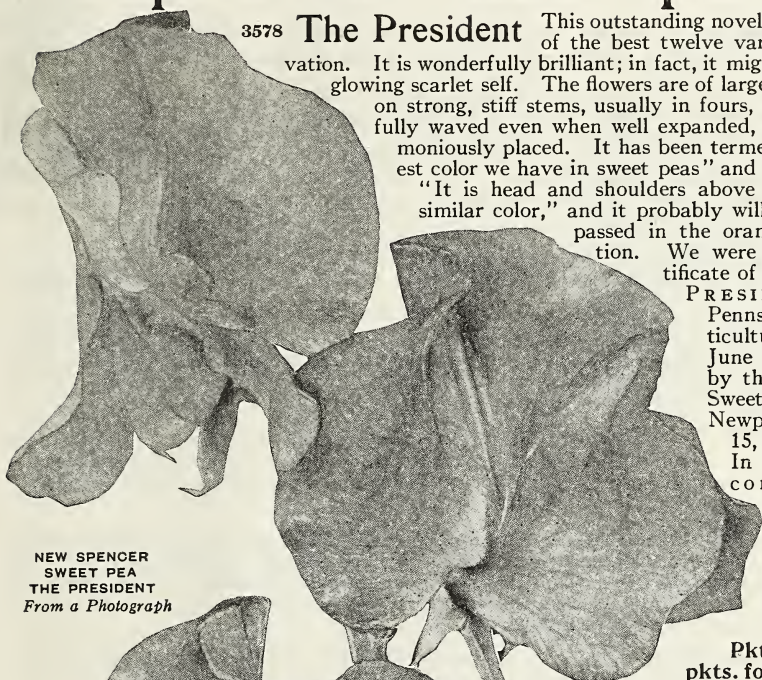 3578 The President This outstanding novel
of the best twelve var
vation. It is wonderfully brilliant; in fact, it mig
glowing scarlet self. The flowers are of large
on strong, stiff stems, usually in fours,
fully waved even when well expanded,
moniously placed. It has been terme
est color we have in sweet peas" and
"It is head and shoulders above
similar color," and it probably will
passed in the oran
tion. We were
tificate of
PRESI
Penns
ticultu
June
by th
Sweet
Newp
15,
In
con
NEW SPENCER
SWEET PEA
THE PRESIDENT
From a Photograph
Pkt
pkts. fo